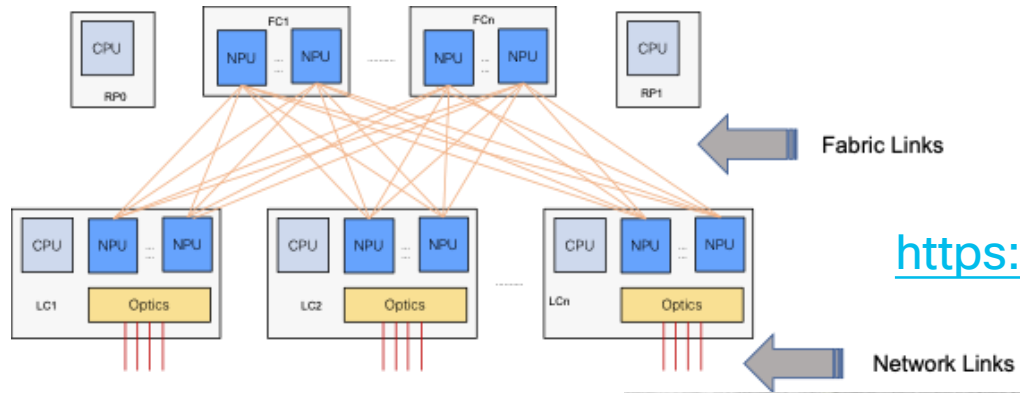 FC1
FCn
CPU
NPU
NPU
NPU
NPU
CPU
RP0
RP1
Fabric Links
CPU
NPU
NPU
CPU
NPU
NPU
CPU
NPU
NPU
https:
LC1
Optics
LC2
Optics
LCn
Optics
Network Links